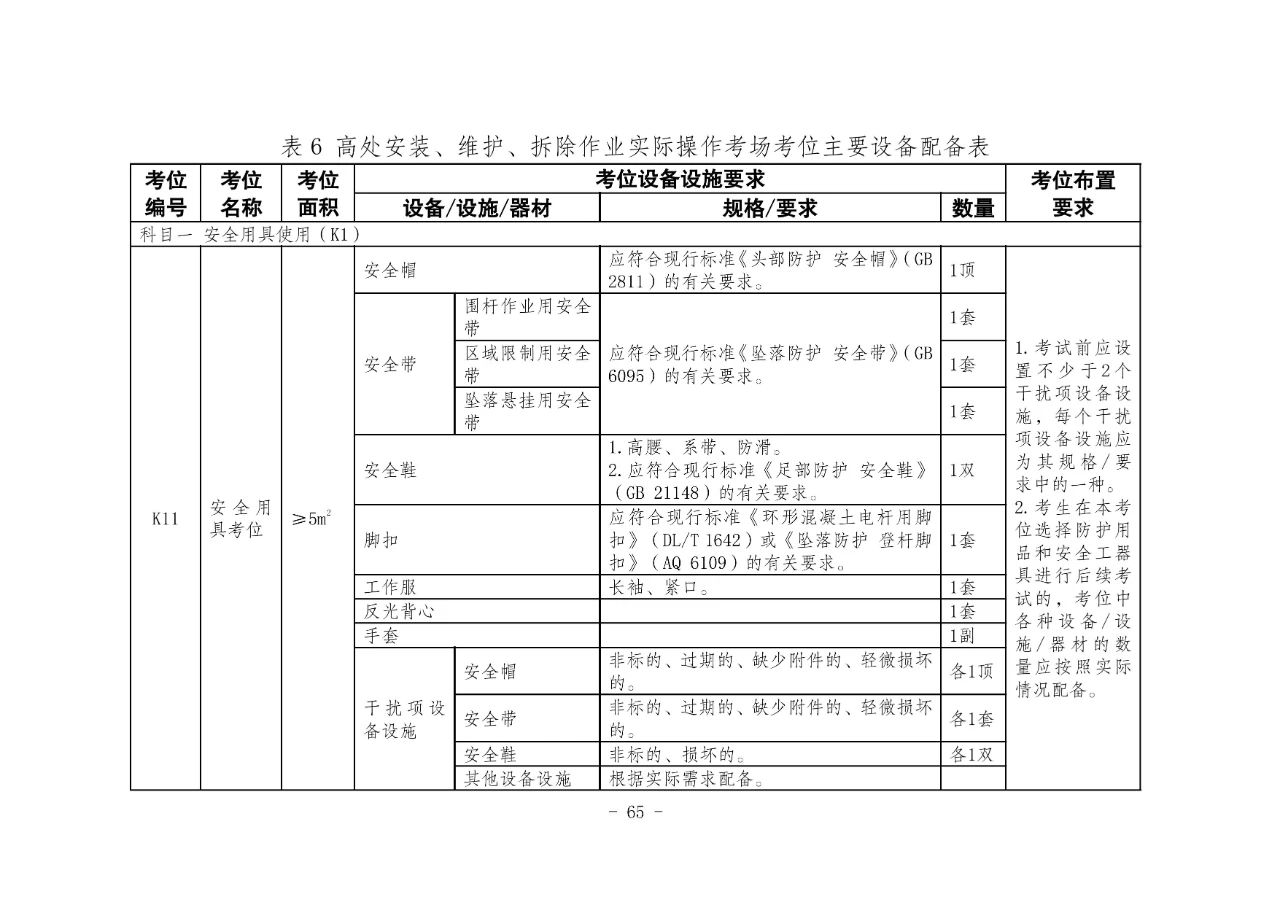 表 6 高处安装、维护、拆除作业实际操作考场考位主要设备配备表
考位编号
考位名称
考位面积
考位设备设施要求
考位布置要求
设备/设施/器材
规格/要求
数量
科目一 安全用具使用（K1）
K11
安全用
具考位
≥5m²
安全帽
应符合现行标准《头部防护 安全帽》（GB
2811）的有关要求。
1顶
安全带
围杆作业用安全
带
1套
区域限制用安全
带
应符合现行标准《坠落防护 安全带》（GB
6095）的有关要求。
1套
坠落悬挂用安全
带
1套
安全鞋
1.高腰、系带、防滑。
2.应符合现行标准《足部防护 安全鞋》
（GB 21148）的有关要求。
1双
脚扣
应符合现行标准《环形混凝土电杆用脚
扣》（DL/T 1642）或《坠落防护 登杆脚
扣》（AQ 6109）的有关要求。
1套
工作服
长袖、紧口。
1套
反光背心
1套
手套
1副
干扰项设
备设施
安全帽
非标的、过期的、缺少附件的、轻微损坏
的。
各1顶
安全带
非标的、过期的、缺少附件的、轻微损坏
的。
各1套
安全鞋
非标的、损坏的。
各1双
其他设备设施
根据实际需求配备。
1.考试前应设
置不少于2个
干扰项设备设
施，每个干扰
项设备设施应
为其规格/要
求中的一种。
2.考生在本考
位选择防护用
品和安全工器
具进行后续考
试的，考位中
各种设备/设
施/器材的数
量应按照实际
情况配备。
- 65 -